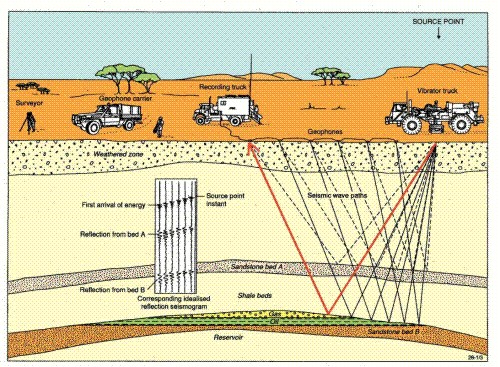 SOURCE POINT
Recording truck
Vibrator truck
Geophone carrier
Surveyor
Geophones
Weathered zone
First arrival of energy
Source point
instant
Seismic wave paths
Reflection from bed A
Sandstone bed A
Reflection from bed B
Shale beds
Corresponding idealised
reflection seismogram
Gas
Oil
Sandstone bed B
Reservoir